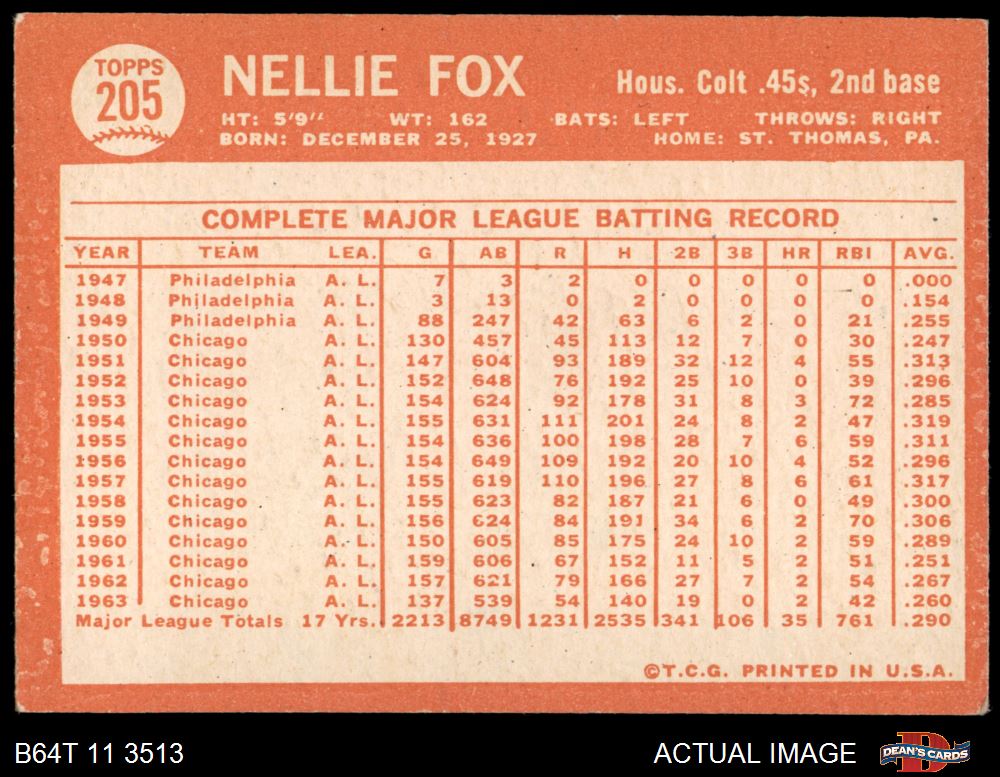 TOPPS
205
NELLIE FOX
Hous. Colt .45s, 2nd base
HT: 5'9" WT: 162 BATS: LEFT THROWS: RIGHT
BORN: DECEMBER 25, 1927 HOME: ST. THOMAS, PA.
COMPLETE MAJOR LEAGUE BATTING RECORD
YEAR TEAM LEA. G AB R H 2B 3B HR RBI AVG.
1947 Philadelphia A. L. 7 3 2 0 0 0 0 0 .000
1948 Philadelphia A. L. 3 13 0 2 0 0 0 0 .154
1949 Philadelphia A. L. 88 247 42 63 6 2 0 21 .255
1950 Chicago A. L. 130 457 45 113 12 7 0 30 .247
1951 Chicago A. L. 147 604 93 189 32 12 4 55 .313
1952 Chicago A. L. 152 648 76 192 25 10 0 39 .296
1953 Chicago A. L. 154 624 92 178 31 8 3 72 .285
1954 Chicago A. L. 155 631 111 201 24 8 2 47 .319
1955 Chicago A. L. 154 636 100 198 28 7 6 59 .311
1956 Chicago A. L. 154 649 109 192 20 10 4 52 .296
1957 Chicago A. L. 155 619 110 196 27 8 6 61 .317
1958 Chicago A. L. 155 623 82 187 21 6 0 49 .300
1959 Chicago A. L. 156 624 84 191 34 6 2 70 .306
1960 Chicago A. L. 150 605 85 175 24 10 2 59 .289
1961 Chicago A. L. 159 606 67 152 11 5 2 51 .251
1962 Chicago A. L. 157 621 79 166 27 7 2 54 .267
1963 Chicago A. L. 137 539 54 140 19 0 2 42 .260
Major League Totals 17 Yrs. 2213 8749 1231 2535 341 106 35 761 .290
©T.C.G. PRINTED IN U.S.A.
B64T 11 3513
ACTUAL IMAGE
DEAN'S CARDS